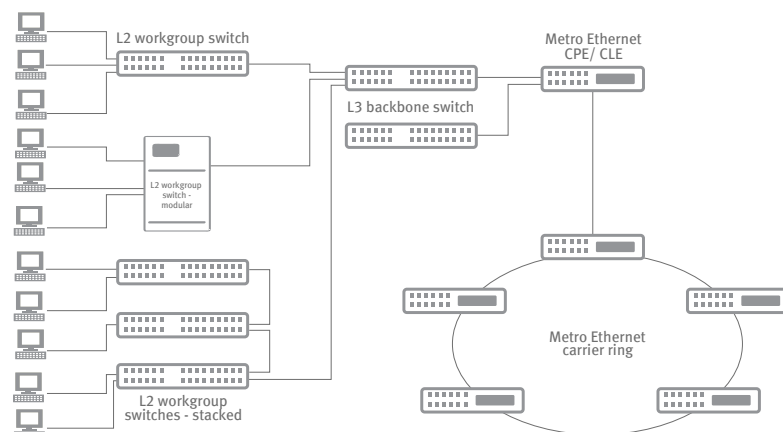 L2 workgroup switch
Metro Ethernet
CPE/ CLE
L3 backbone switch
L2 workgroup
switch -
modular
Metro Ethernet
carrier ring
L2 workgroup
switches - stacked